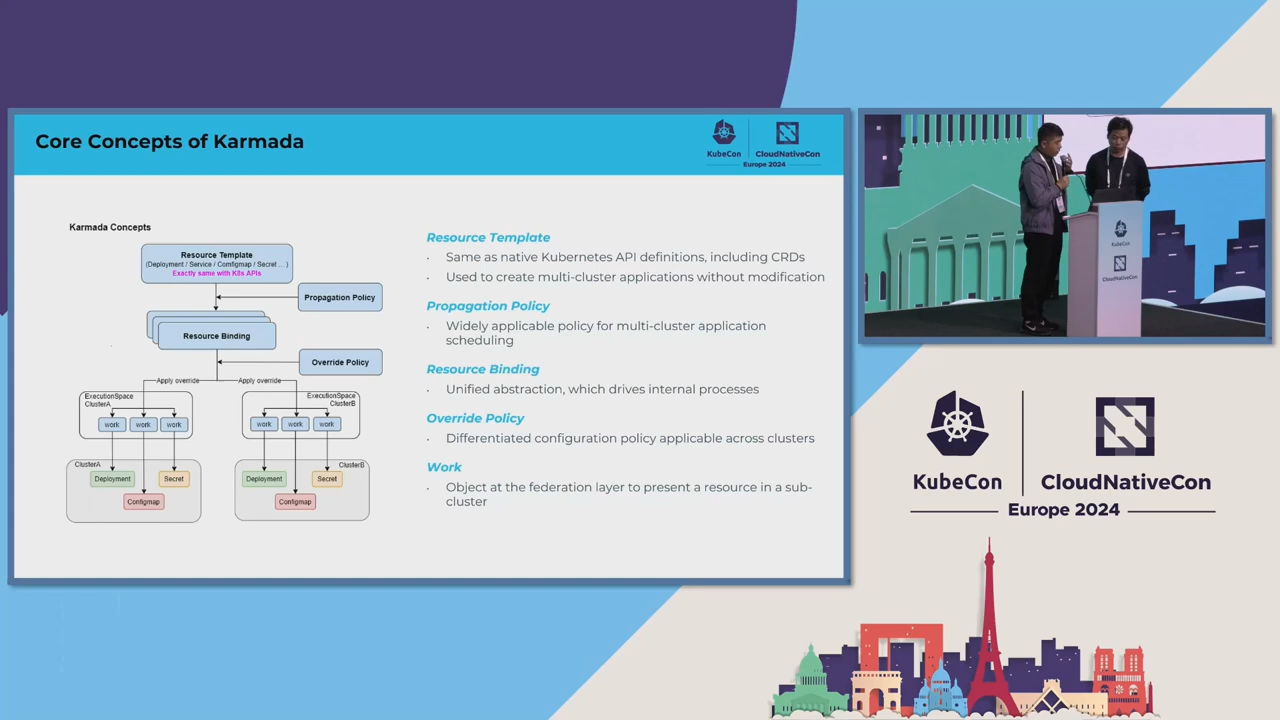 Core Concepts of Karmada
KubeCon
CloudNativeCon
Europe 2024
Karmada Concepts
Resource Template
(Deployment / Service / Comfigmap / Secret ... )
Exactly same with K8s APIs
Propagation Policy
Resource Binding
Override Policy
Apply override
Apply override
ExecutionSpace
ClusterA
work
work
work
ExecutionSpace
ClusterB
work
work
work
ClusterA
Deployment
Secret
Configmap
ClusterB
Deployment
Secret
Configmap
Resource Template
· Same as native Kubernetes API definitions, including CRDs
· Used to create multi-cluster applications without modification
Propagation Policy
· Widely applicable policy for multi-cluster application
scheduling
Resource Binding
· Unified abstraction, which drives internal processes
Override Policy
· Differentiated configuration policy applicable across clusters
Work
· Object at the federation layer to present a resource in a sub-
cluster
KubeCon
CloudNativeCon
KubeCon
CloudNativeCon
Europe 2024